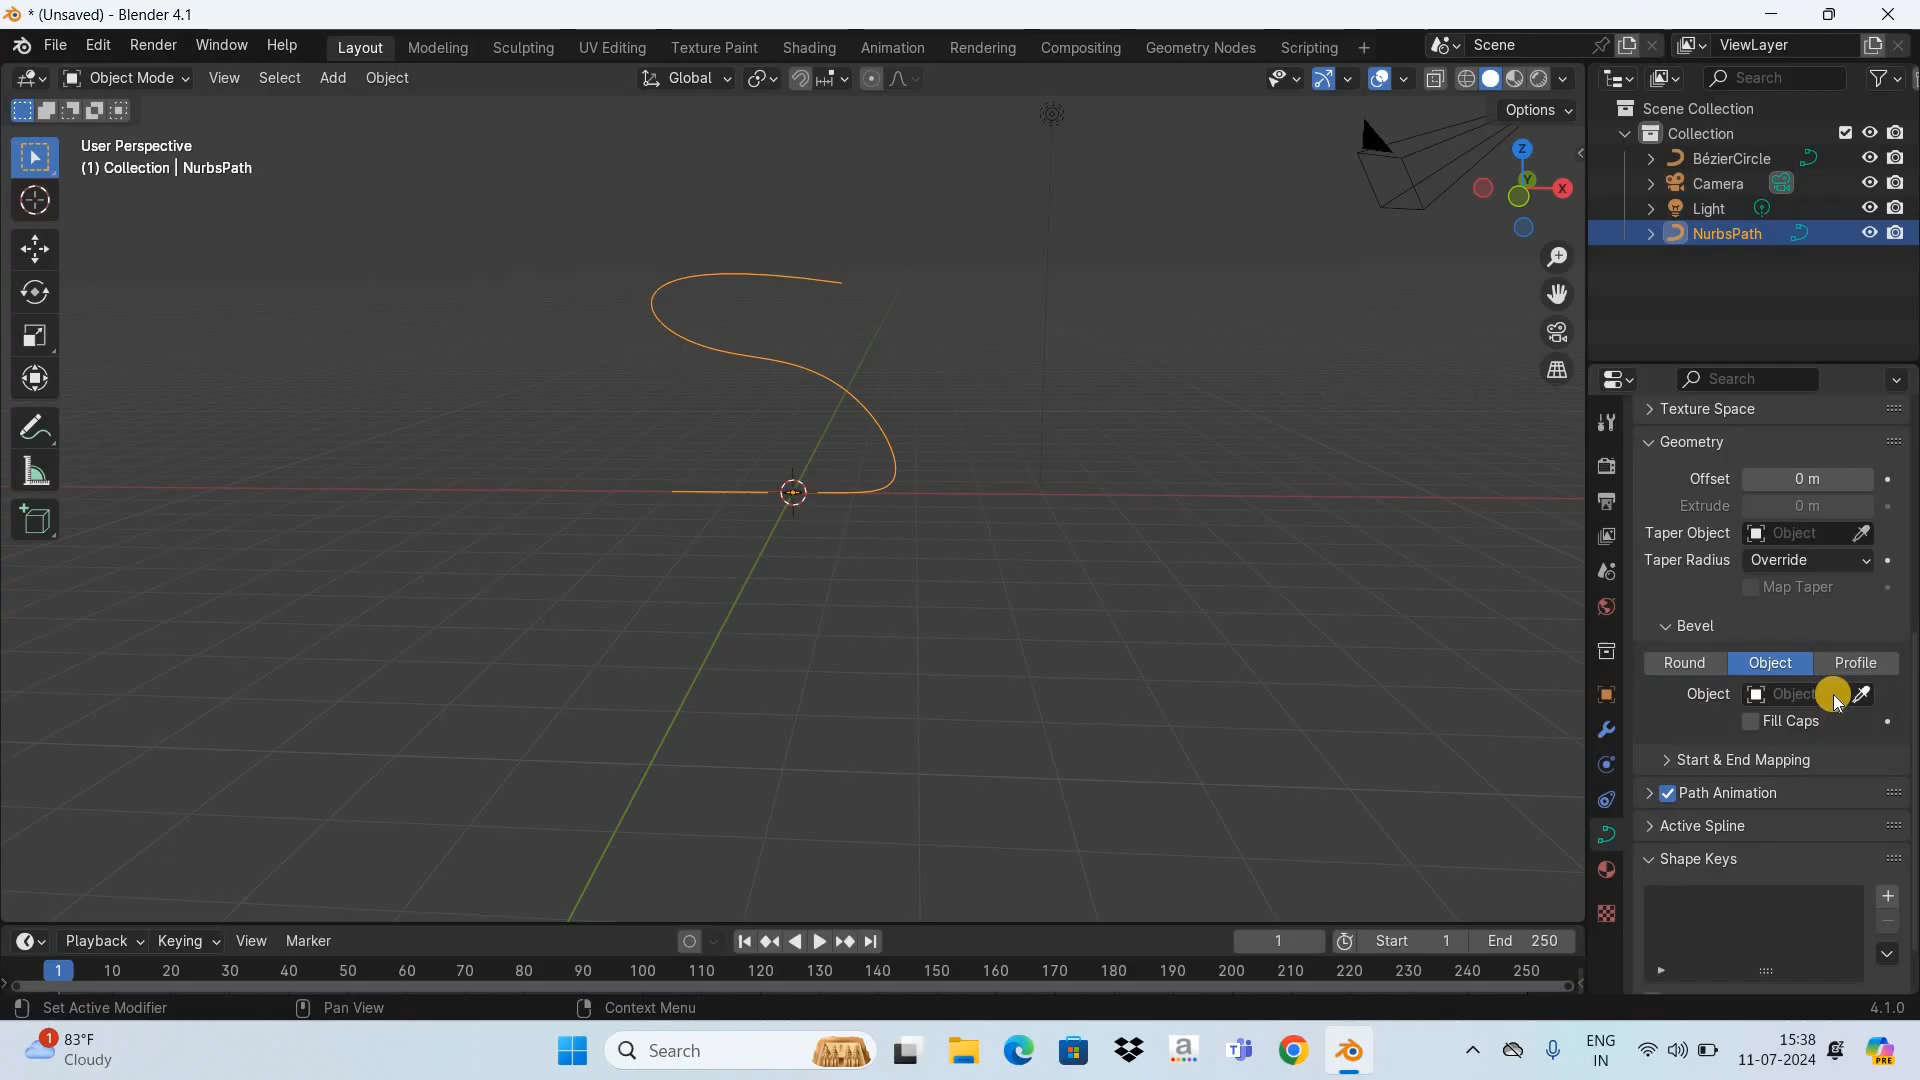 * (Unsaved) - Blender 4.1
File Edit Render Window Help Layout Modeling Sculpting UV Editing Texture Paint Shading Animation Rendering Compositing Geometry Nodes Scripting + Scene ViewLayer
Object Mode View Select Add Object Global Search
Options
User Perspective
(1) Collection | NurbsPath
Z
Y
X
Scene Collection
Collection
BézierCircle
Camera
Light
NurbsPath
Search
Texture Space
Geometry
Offset 0 m
Extrude 0 m
Taper Object Object
Taper Radius Override
Map Taper
Bevel
Round Object Profile
Object Object
Fill Caps
Start & End Mapping
Path Animation
Active Spline
Shape Keys
Playback Keying View Marker 1 Start 1 End 250
1 10 20 30 40 50 60 70 80 90 100 110 120 130 140 150 160 170 180 190 200 210 220 230 240 250
Set Active Modifier Pan View Context Menu 4.1.0
1 83°F
Cloudy
Search
a
ENG
IN
15:38
11-07-2024
PRE